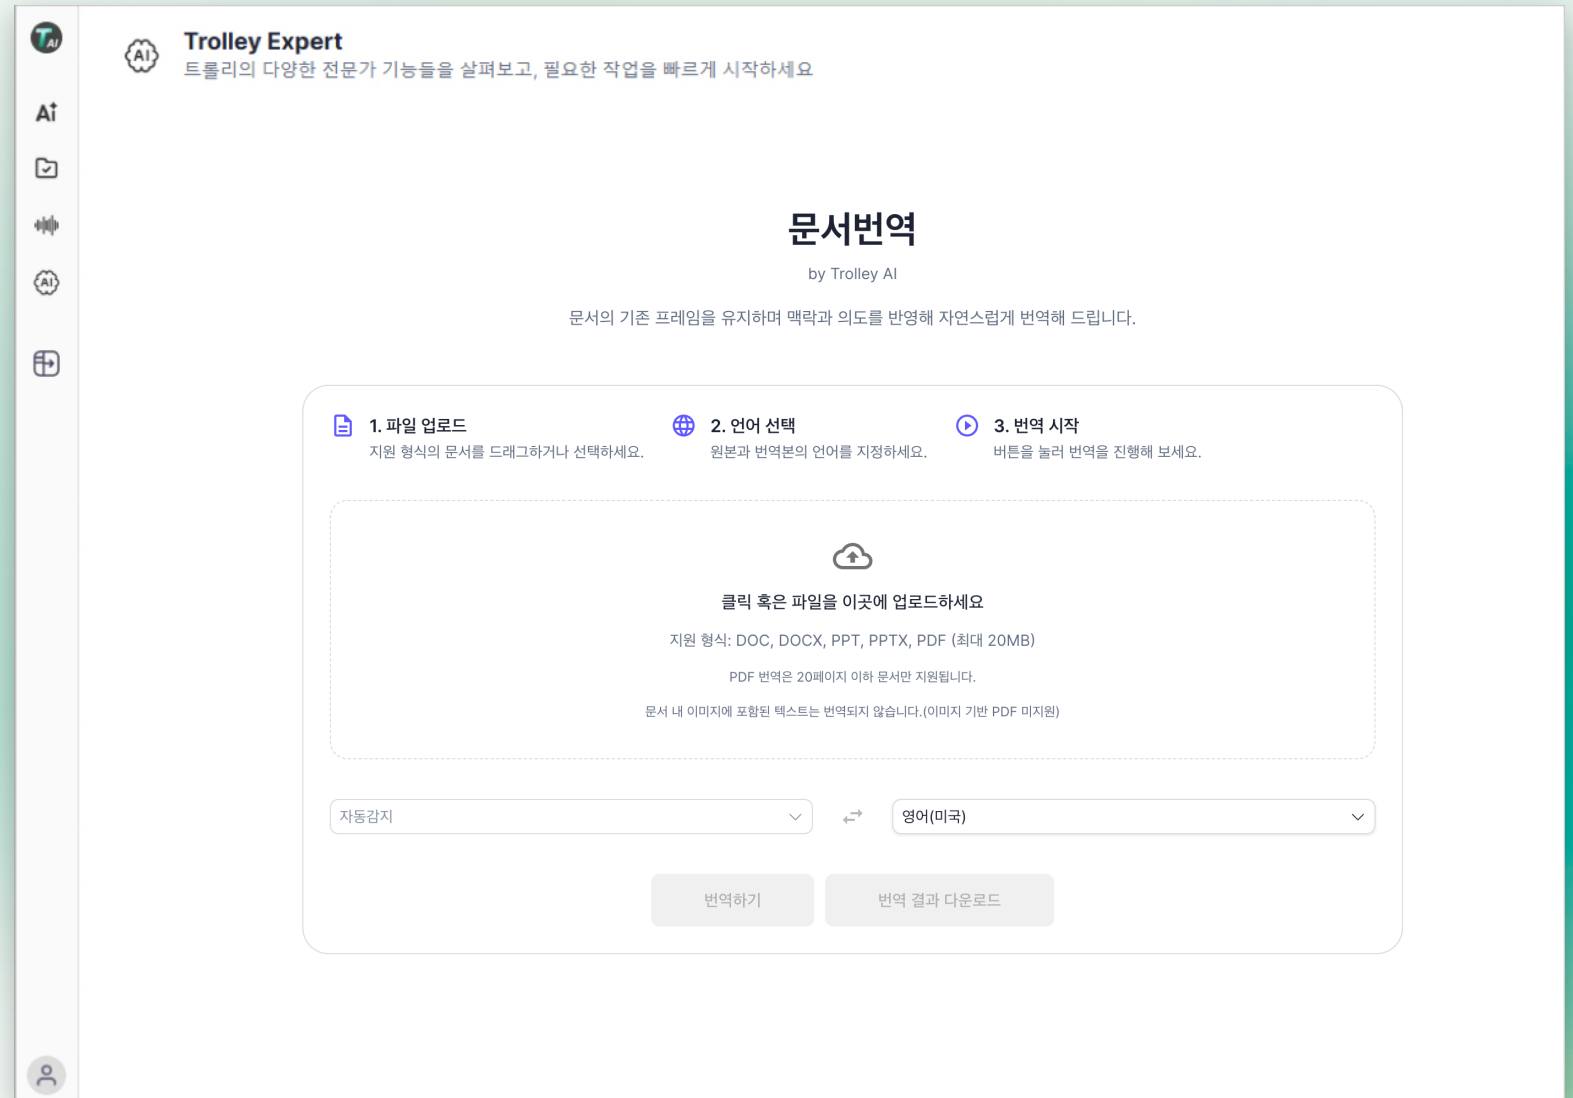 TAI
Trolley Expert
트롤리의 다양한 전문가 기능들을 살펴보고, 필요한 작업을 빠르게 시작하세요
AI
Ai
AI
문서번역
by Trolley AI
문서의 기존 프레임을 유지하며 맥락과 의도를 반영해 자연스럽게 번역해 드립니다.
1. 파일 업로드
지원 형식의 문서를 드래그하거나 선택하세요.
2. 언어 선택
원본과 번역본의 언어를 지정하세요.
3. 번역 시작
버튼을 눌러 번역을 진행해 보세요.
클릭 혹은 파일을 이곳에 업로드하세요
지원 형식: DOC, DOCX, PPT, PPTX, PDF (최대 20MB)
PDF 번역은 20페이지 이하 문서만 지원됩니다.
문서 내 이미지에 포함된 텍스트는 번역되지 않습니다.(이미지 기반 PDF 미지원)
자동감지
영어(미국)
번역하기
번역 결과 다운로드